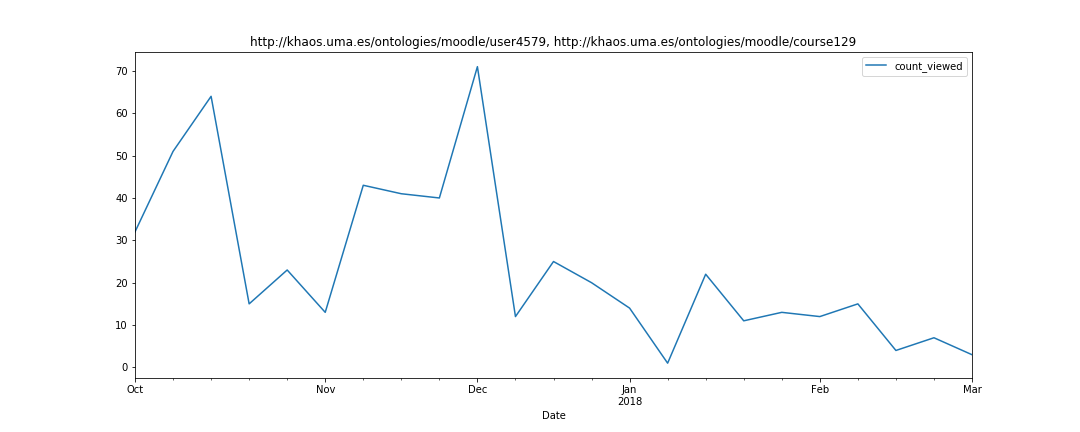 http://khaos.uma.es/ontologies/moodle/user4579, http://khaos.uma.es/ontologies/moodle/course129
count_viewed
70
60
50
40
30
20
10
0
Oct
Nov
Dec
Jan
2018
Feb
Mar
Date